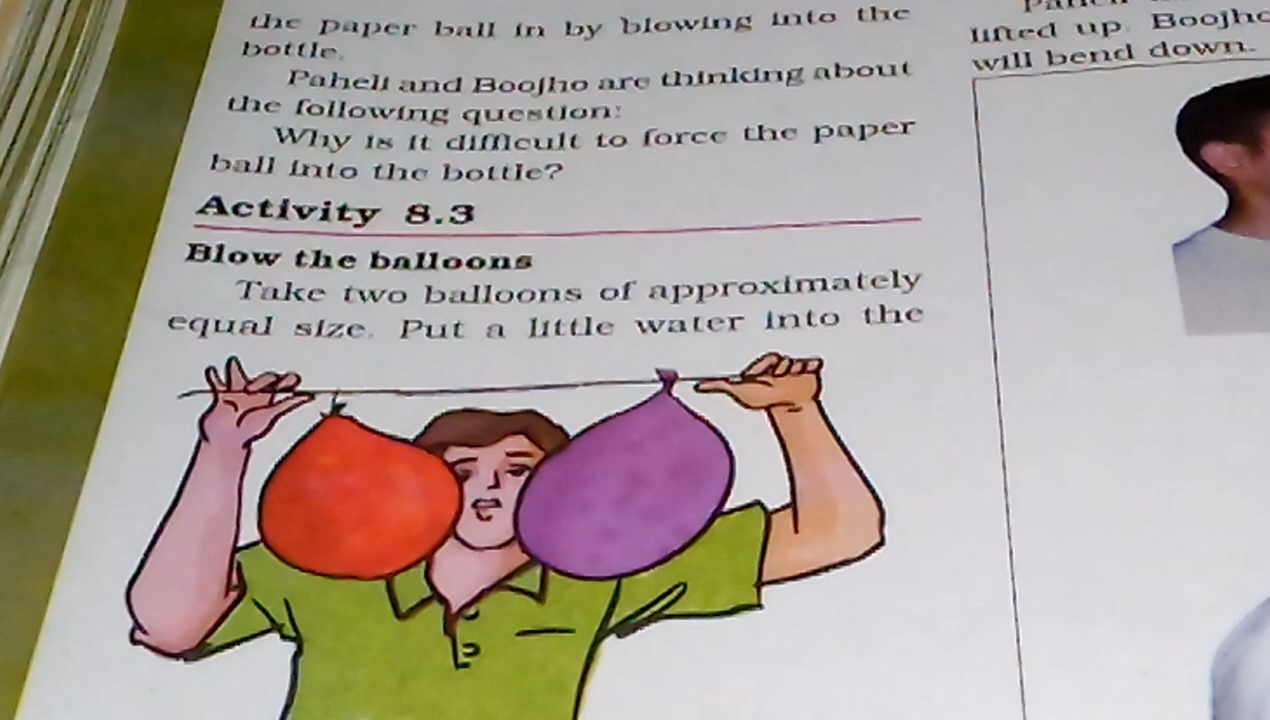 the paper ball in by blowing into the
bottle.
Paheli and Boojho are thinking about
the following question:
Why is it difficult to force the paper
ball into the bottle?
Activity 8.3
Blow the balloons
Take two balloons of approximately
equal size. Put a little water into the
lifted up. Boojho
will bend down.